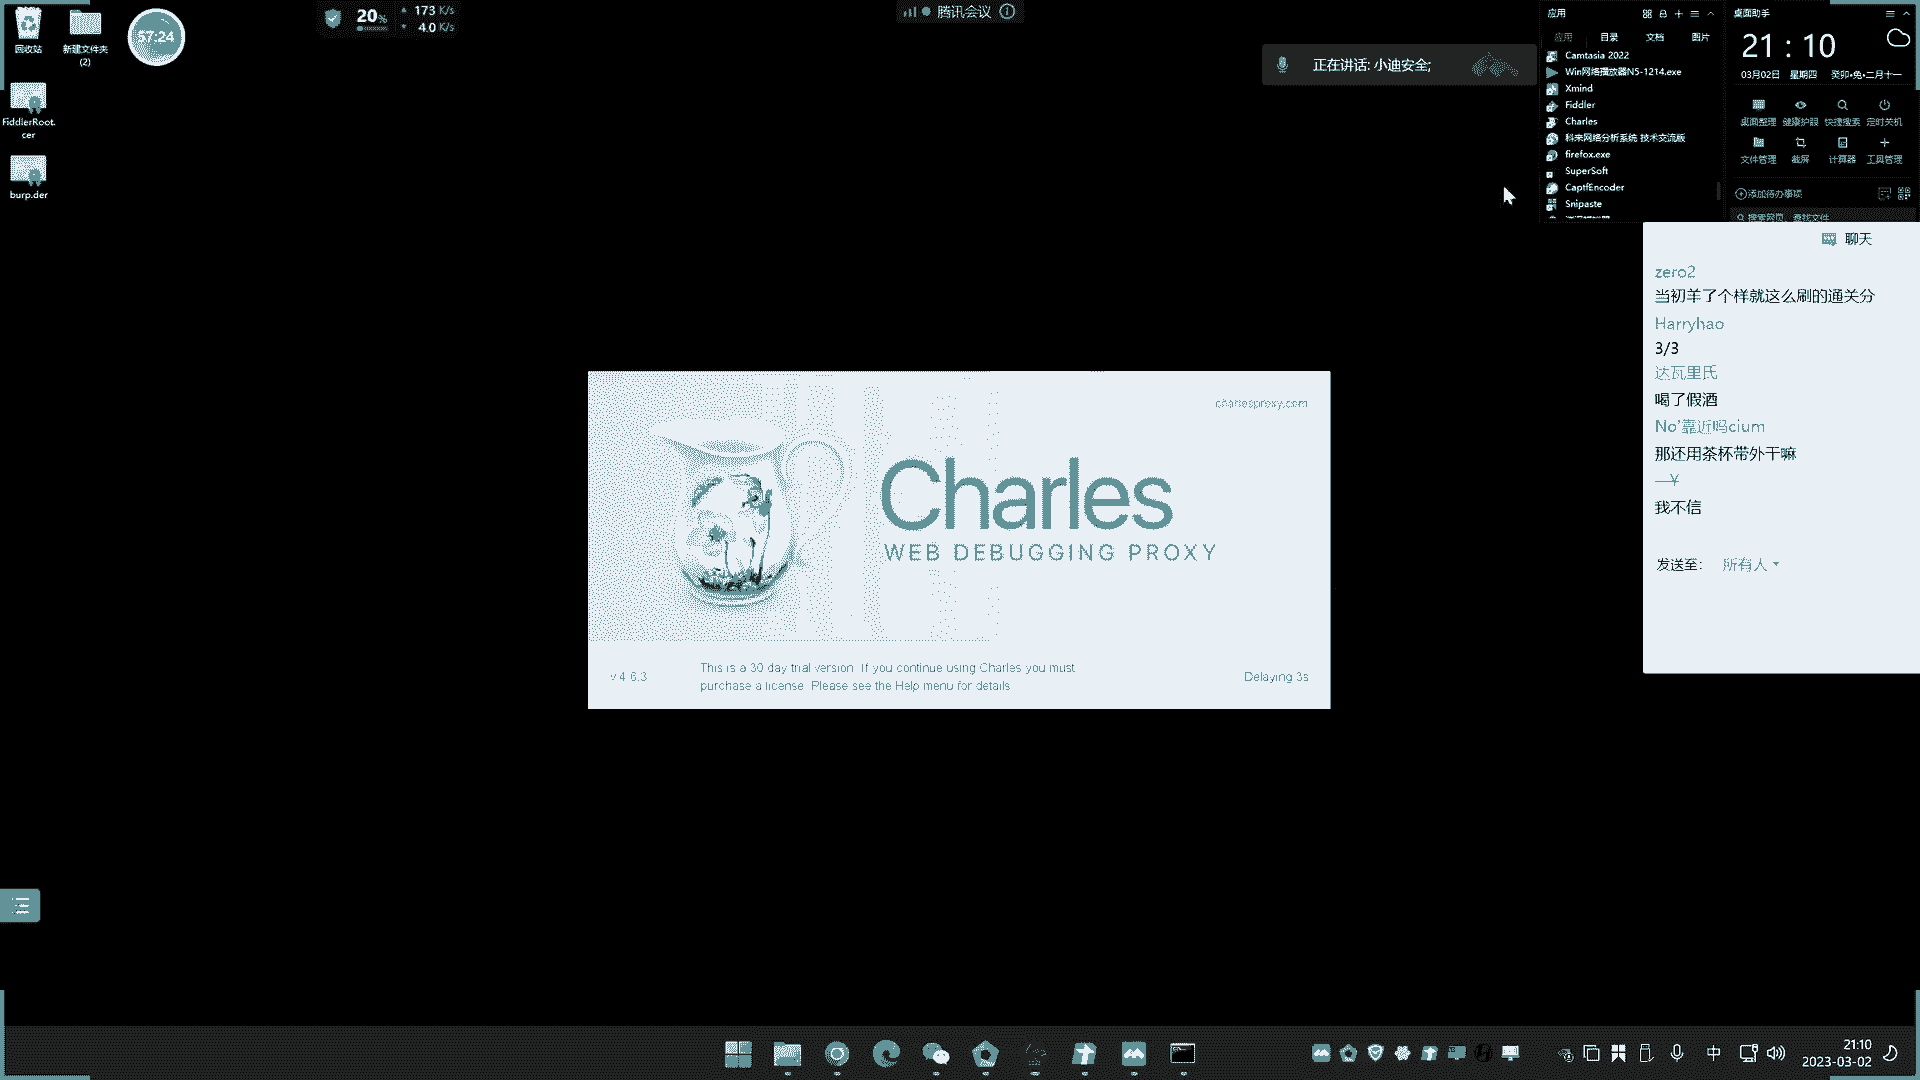 回收站
新建文件夹
(2)
57:24
FiddlerRoot.
cer
burp.der
20%
173 K/s
4.0 K/s
腾讯会议
正在讲话: 小迪安全;
应用
应用 目录 文档 图片
Camtasia 2022
Win网络播放器N5-1214.exe
Xmind
Fiddler
Charles
科来网络分析系统 技术交流版
firefox.exe
SuperSoft
CaptfEncoder
Snipaste
桌面助手
21 : 10
03月02日 星期四 癸卯•兔•二月十一
桌面整理 健康护眼 快捷搜索 定时关机
文件管理 截屏 计算器 工具管理
添加待办事项
搜索网页、查找文件
聊天
zero2
当初羊了个羊就这么刷的通关分
Harryhao
3/3
达瓦里氏
喝了假酒
No'靠近吗cium
那还用茶杯带外干嘛
—¥
我不信
发送至: 所有人
charlesproxy.com
Charles
WEB DEBUGGING PROXY
v 4.6.3
This is a 30 day trial version. If you continue using Charles you must
purchase a license. Please see the Help menu for details.
Delaying 3s
中
21:10
2023-03-02